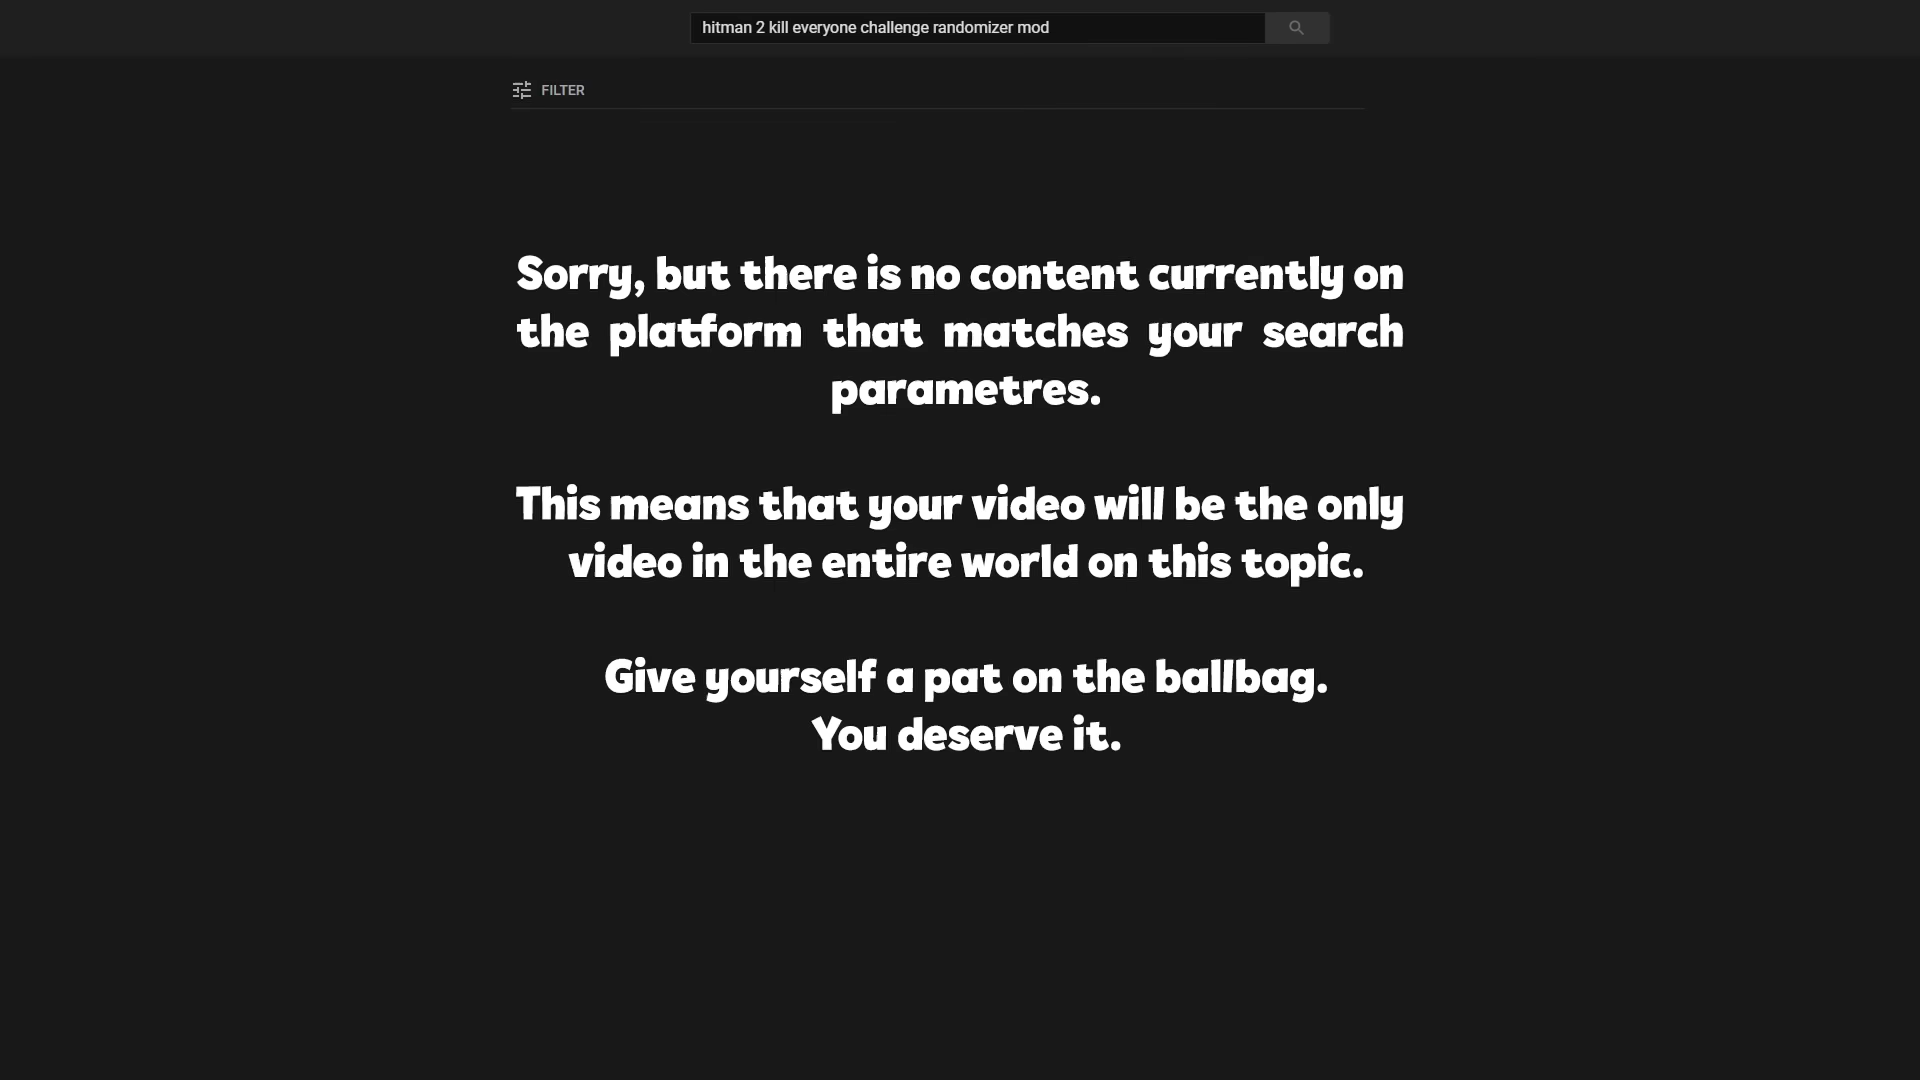 hitman 2 kill everyone challenge randomizer mod
FILTER
Sorry, but there is no content currently on
the platform that matches your search
parametres.
This means that your video will be the only
video in the entire world on this topic.
Give yourself a pat on the ballbag.
You deserve it.